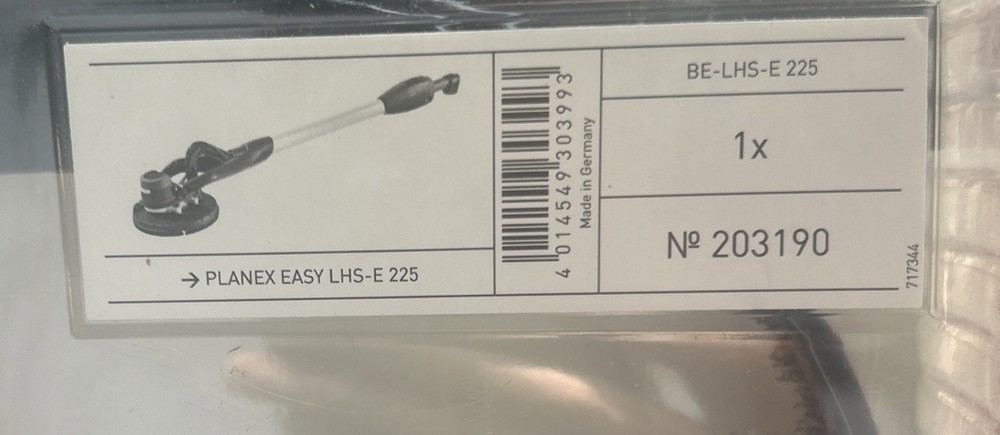 → PLANEX EASY LHS-E 225
4 014549 303993
Made in Germany
BE-LHS-E 225
1x
Nº 203190
717344